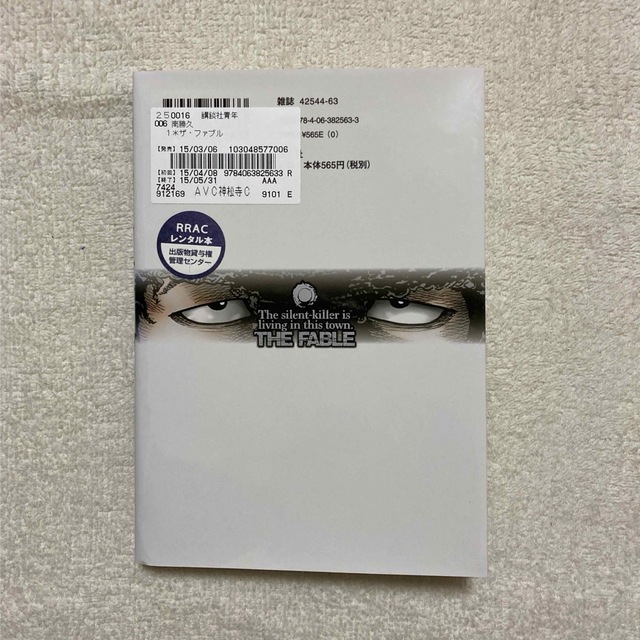 雑誌 42544-63
250016 講談社青年
006 南勝久
1*ザ・ファブル
78-4-06-382563-3
¥565E (0)
【発売】 15/03/06 103048577006
社
本体565円(税別)
【初回】 15/04/08 9784063825633 R
【終了】 15/05/31 AAA
7424
912169 AVC神松寺C 9101 E
RRAC
レンタル本
出版物貸与権
管理センター
The silent-killer is
living in this town.
THE FABLE